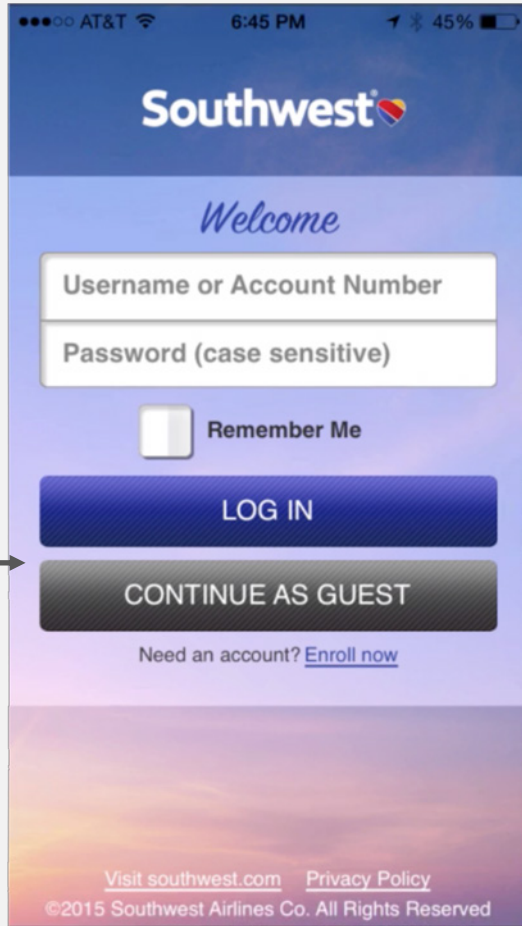 AT&T 6:45 PM 45%
Southwest
Welcome
Username or Account Number
Password (case sensitive)
Remember Me
LOG IN
CONTINUE AS GUEST
Need an account? Enroll now
Visit southwest.com Privacy Policy
©2015 Southwest Airlines Co. All Rights Reserved